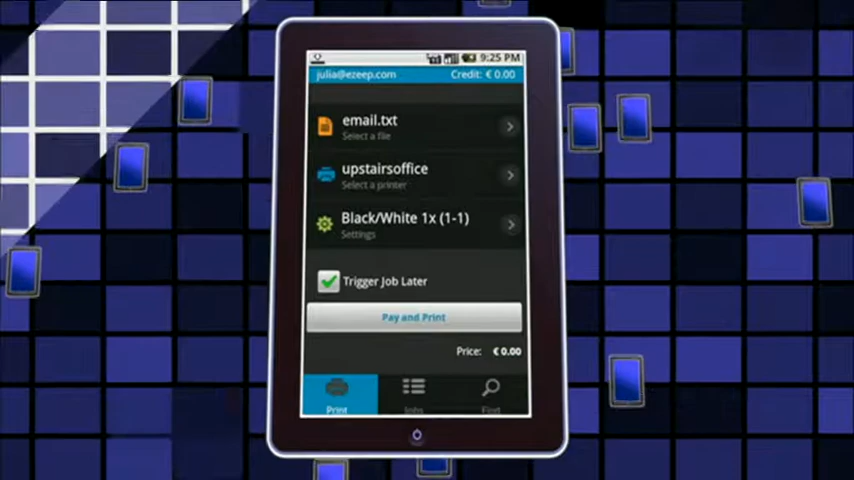 9:25 PM
julia@ezeep.com Credit: € 0.00
email.txt
Select a file
upstairsoffice
Select a printer
Black/White 1x (1-1)
Settings
Trigger Job Later
Pay and Print
Price: € 0.00
Print Jobs Find